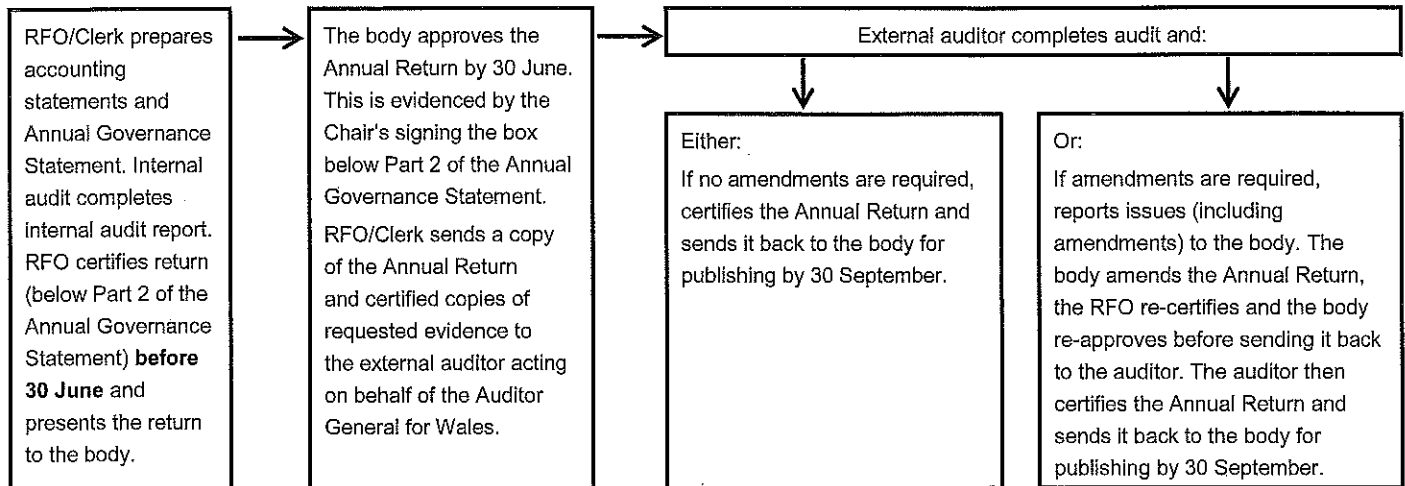 RFO/Clerk prepares
accounting
statements and
Annual Governance
Statement. Internal
audit completes
internal audit report.
RFO certifies return
(below Part 2 of the
Annual Governance
Statement) before
30 June and
presents the return
to the body.
The body approves the
Annual Return by 30 June.
This is evidenced by the
Chair's signing the box
below Part 2 of the Annual
Governance Statement.
RFO/Clerk sends a copy
of the Annual Return
and certified copies of
requested evidence to
the external auditor acting
on behalf of the Auditor
General for Wales.
External auditor completes audit and:
Either:
If no amendments are required,
certifies the Annual Return and
sends it back to the body for
publishing by 30 September.
Or:
If amendments are required,
reports issues (including
amendments) to the body. The
body amends the Annual Return,
the RFO re-certifies and the body
re-approves before sending it back
to the auditor. The auditor then
certifies the Annual Return and
sends it back to the body for
publishing by 30 September.